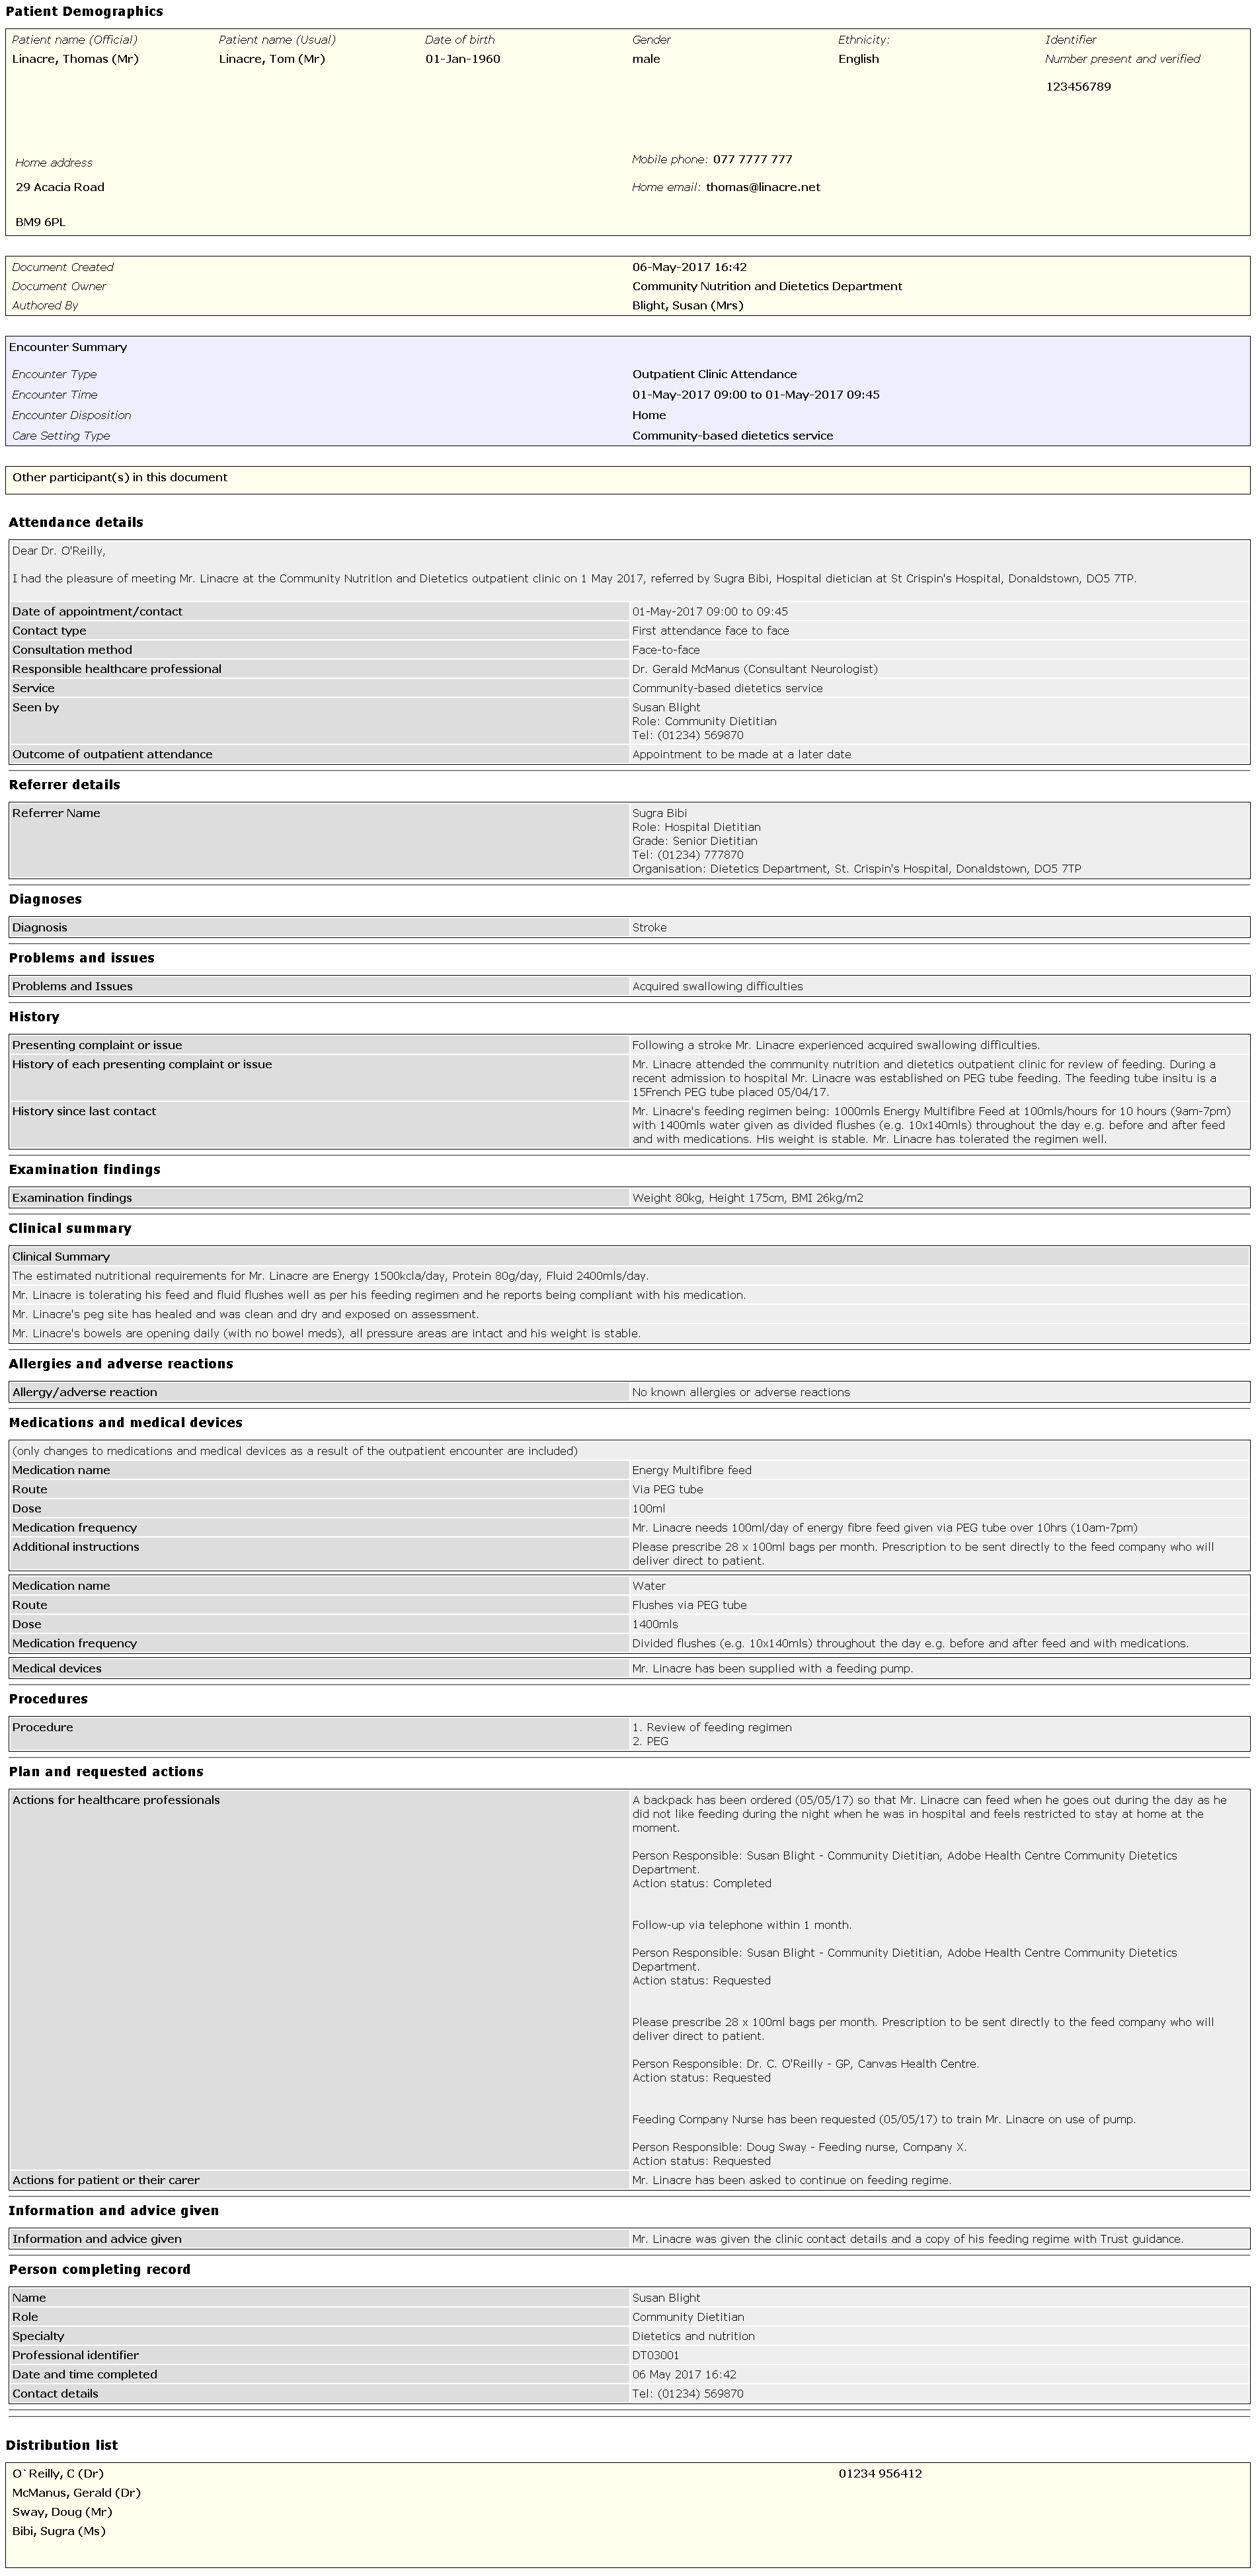 Patient Demographics
Patient name (Official) Patient name (Usual) Date of birth Gender Ethnicity: Identifier
Linacre, Thomas (Mr) Linacre, Tom (Mr) 01-Jan-1960 male English Number present and verified
123456789
Home address Mobile phone: 077 7777 777
29 Acacia Road Home email: thomas@linacre.net
BM9 6PL
Document Created 06-May-2017 16:42
Document Owner Community Nutrition and Dietetics Department
Authored By Blight, Susan (Mrs)
Encounter Summary
Encounter Type Outpatient Clinic Attendance
Encounter Time 01-May-2017 09:00 to 01-May-2017 09:45
Encounter Disposition Home
Care Setting Type Community-based dietetics service
Other participant(s) in this document
Attendance details
Dear Dr. O'Reilly,
I had the pleasure of meeting Mr. Linacre at the Community Nutrition and Dietetics outpatient clinic on 1 May 2017, referred by Sugra Bibi, Hospital dietician at St Crispin's Hospital, Donaldstown, DO5 7TP.
Date of appointment/contact 01-May-2017 09:00 to 09:45
Contact type First attendance face to face
Consultation method Face-to-face
Responsible healthcare professional Dr. Gerald McManus (Consultant Neurologist)
Service Community-based dietetics service
Seen by Susan Blight
Role: Community Dietitian
Tel: (01234) 569870
Outcome of outpatient attendance Appointment to be made at a later date
Referrer details
Referrer Name Sugra Bibi
Role: Hospital Dietitian
Grade: Senior Dietitian
Tel: (01234) 777870
Organisation: Dietetics Department, St. Crispin's Hospital, Donaldstown, DO5 7TP
Diagnoses
Diagnosis Stroke
Problems and issues
Problems and Issues Acquired swallowing difficulties
History
Presenting complaint or issue Following a stroke Mr. Linacre experienced acquired swallowing difficulties.
History of each presenting complaint or issue Mr. Linacre attended the community nutrition and dietetics outpatient clinic for review of feeding. During a
recent admission to hospital Mr. Linacre was established on PEG tube feeding. The feeding tube insitu is a
15French PEG tube placed 05/04/17.
History since last contact Mr. Linacre's feeding regimen being: 1000mls Energy Multifibre Feed at 100mls/hours for 10 hours (9am-7pm)
with 1400mls water given as divided flushes (e.g. 10x140mls) throughout the day e.g. before and after feed
and with medications. His weight is stable. Mr. Linacre has tolerated the regimen well.
Examination findings
Examination findings Weight 80kg, Height 175cm, BMI 26kg/m2
Clinical summary
Clinical Summary
The estimated nutritional requirements for Mr. Linacre are Energy 1500kcla/day, Protein 80g/day, Fluid 2400mls/day.
Mr. Linacre is tolerating his feed and fluid flushes well as per his feeding regimen and he reports being compliant with his medication.
Mr. Linacre's peg site has healed and was clean and dry and exposed on assessment.
Mr. Linacre's bowels are opening daily (with no bowel meds), all pressure areas are intact and his weight is stable.
Allergies and adverse reactions
Allergy/adverse reaction No known allergies or adverse reactions
Medications and medical devices
(only changes to medications and medical devices as a result of the outpatient encounter are included)
Medication name Energy Multifibre feed
Route Via PEG tube
Dose 100ml
Medication frequency Mr. Linacre needs 100ml/day of energy fibre feed given via PEG tube over 10hrs (10am-7pm)
Additional instructions Please prescribe 28 x 100ml bags per month. Prescription to be sent directly to the feed company who will
deliver direct to patient.
Medication name Water
Route Flushes via PEG tube
Dose 1400mls
Medication frequency Divided flushes (e.g. 10x140mls) throughout the day e.g. before and after feed and with medications.
Medical devices Mr. Linacre has been supplied with a feeding pump.
Procedures
Procedure 1. Review of feeding regimen
2. PEG
Plan and requested actions
Actions for healthcare professionals A backpack has been ordered (05/05/17) so that Mr. Linacre can feed when he goes out during the day as he
did not like feeding during the night when he was in hospital and feels restricted to stay at home at the
moment.
Person Responsible: Susan Blight - Community Dietitian, Adobe Health Centre Community Dietetics
Department.
Action status: Completed
Follow-up via telephone within 1 month.
Person Responsible: Susan Blight - Community Dietitian, Adobe Health Centre Community Dietetics
Department.
Action status: Requested
Please prescribe 28 x 100ml bags per month. Prescription to be sent directly to the feed company who will
deliver direct to patient.
Person Responsible: Dr. C. O'Reilly - GP, Canvas Health Centre.
Action status: Requested
Feeding Company Nurse has been requested (05/05/17) to train Mr. Linacre on use of pump.
Person Responsible: Doug Sway - Feeding nurse, Company X.
Action status: Requested
Actions for patient or their carer Mr. Linacre has been asked to continue on feeding regime.
Information and advice given
Information and advice given Mr. Linacre was given the clinic contact details and a copy of his feeding regime with Trust guidance.
Person completing record
Name Susan Blight
Role Community Dietitian
Specialty Dietetics and nutrition
Professional identifier DT03001
Date and time completed 06 May 2017 16:42
Contact details Tel: (01234) 569870
Distribution list
O`Reilly, C (Dr) 01234 956412
McManus, Gerald (Dr)
Sway, Doug (Mr)
Bibi, Sugra (Ms)